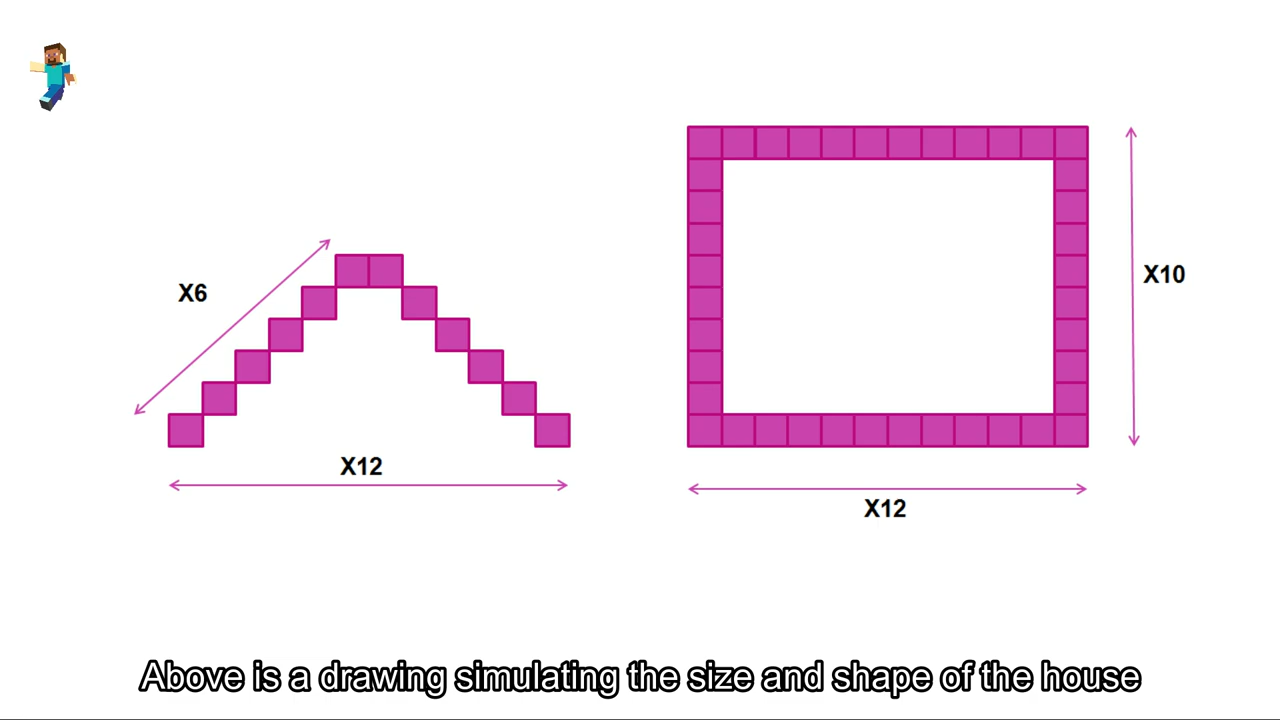 X6
X12
X10
X12
Above is a drawing simulating the size and shape of the house